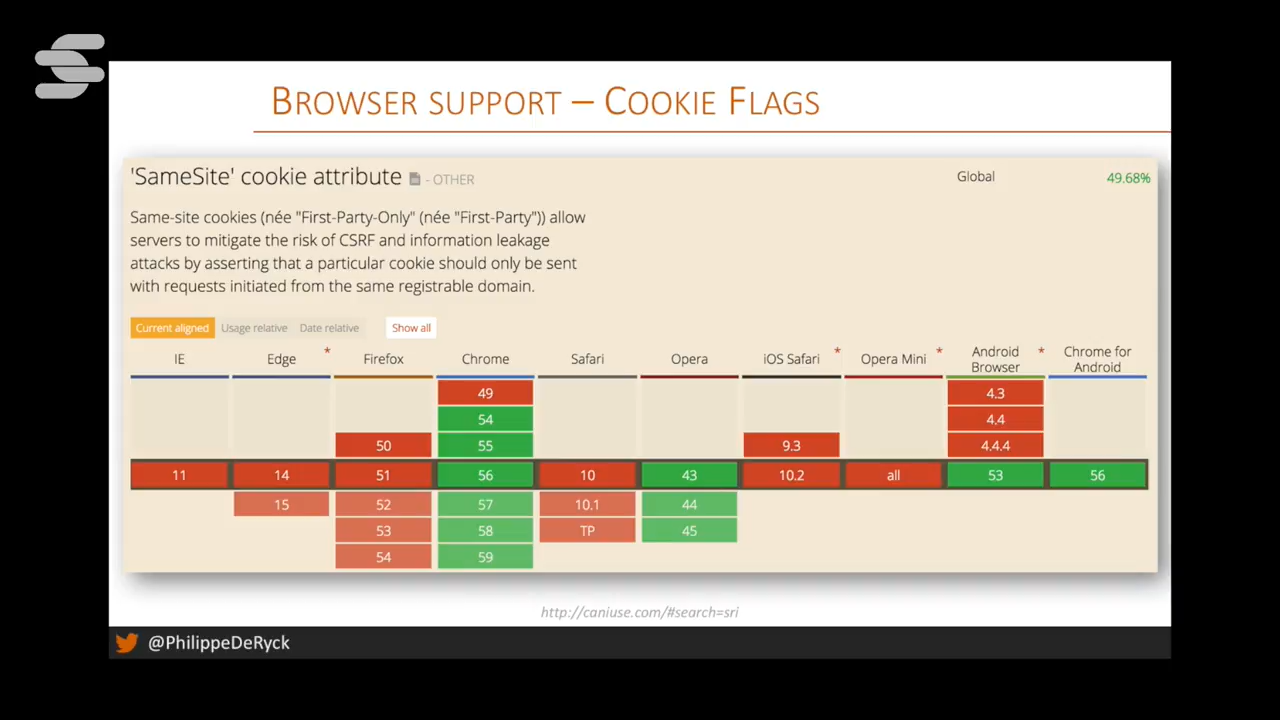 BROWSER SUPPORT – COOKIE FLAGS
'SameSite' cookie attribute - OTHER
Global 49.68%
Same-site cookies (née "First-Party-Only" (née "First-Party")) allow
servers to mitigate the risk of CSRF and information leakage
attacks by asserting that a particular cookie should only be sent
with requests initiated from the same registrable domain.
Current aligned Usage relative Date relative Show all
IE Edge * Firefox Chrome Safari Opera iOS Safari * Opera Mini * Android Browser * Chrome for Android
49 4.3
54 4.4
50 55 9.3 4.4.4
11 14 51 56 10 43 10.2 all 53 56
15 52 57 10.1 44
53 58 TP 45
54 59
http://caniuse.com/#search=sri
@PhilippeDeRyck